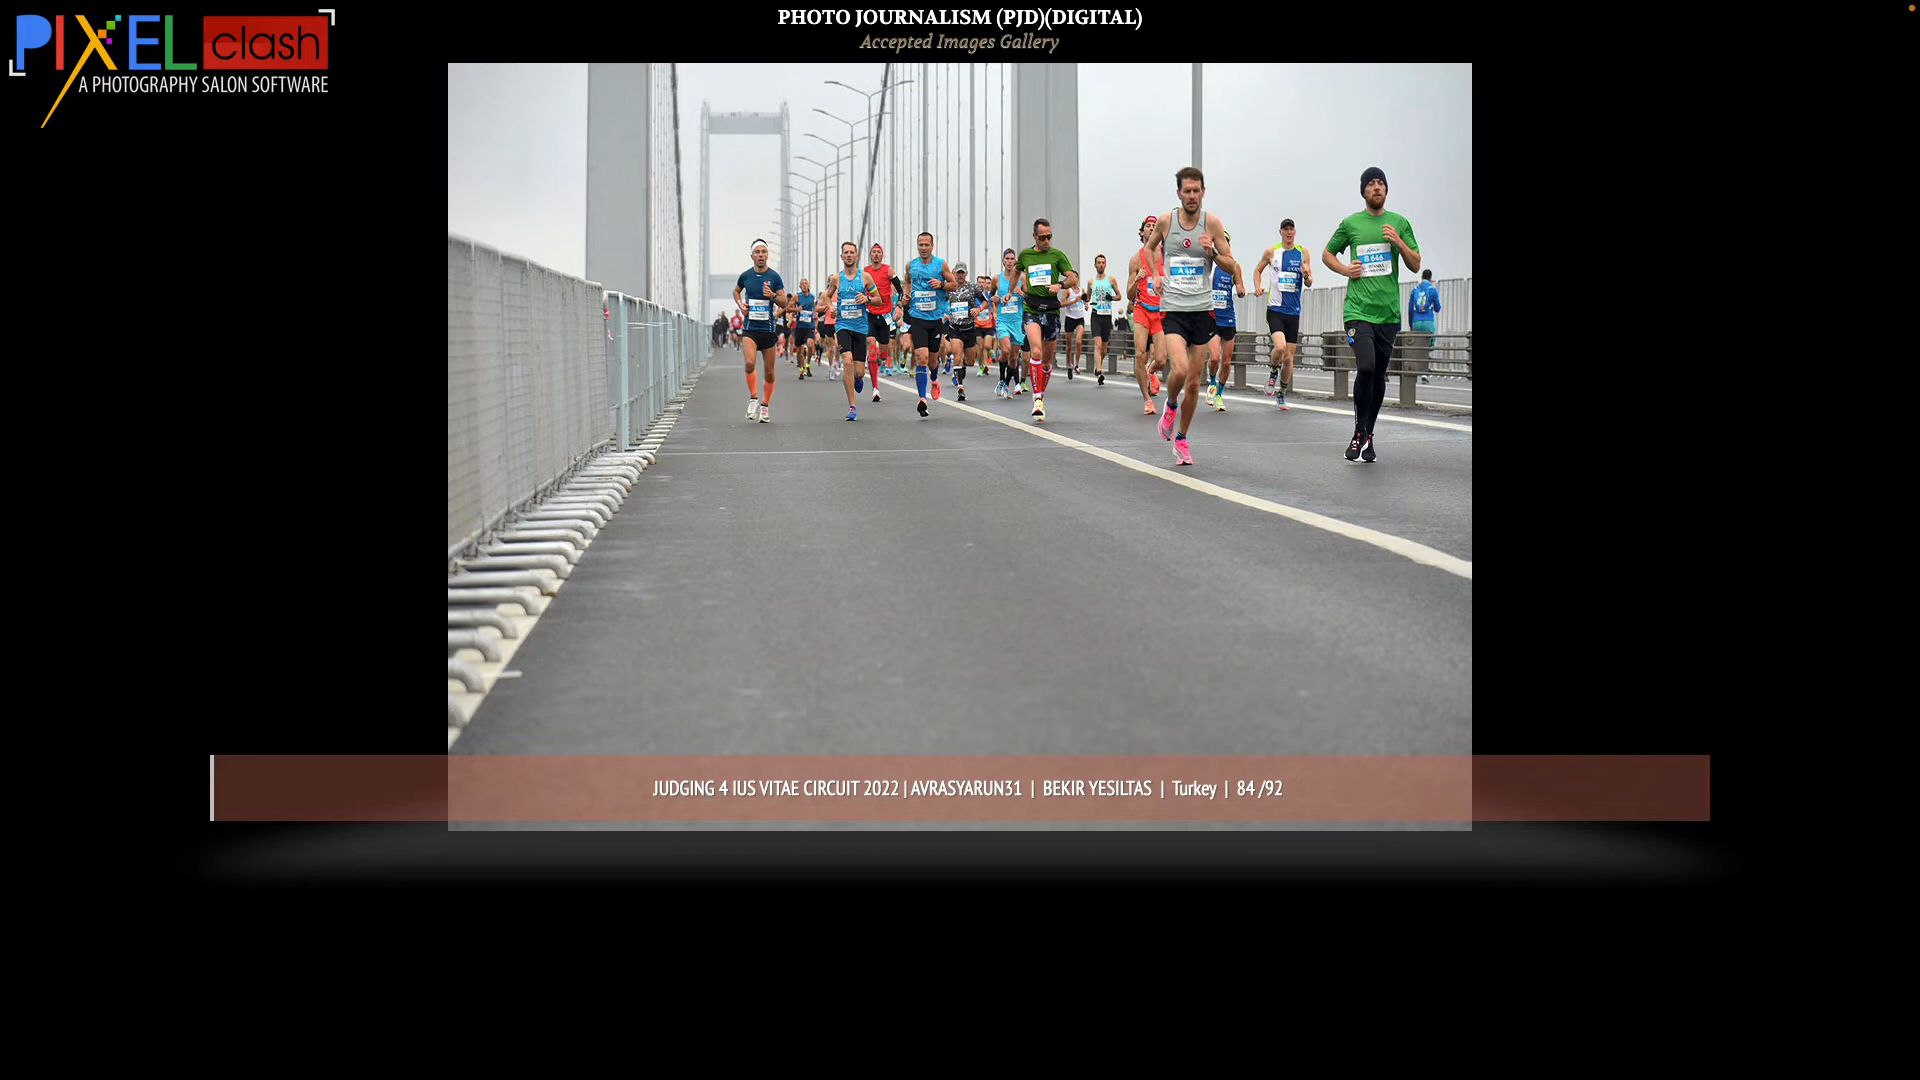 PIXEL clash
A PHOTOGRAPHY SALON SOFTWARE
PHOTO JOURNALISM (PJD)(DIGITAL)
Accepted Images Gallery
B 646
JUDGING 4 IUS VITAE CIRCUIT 2022 | AVRASYARUN31 | BEKIR YESILTAS | Turkey | 84 /92